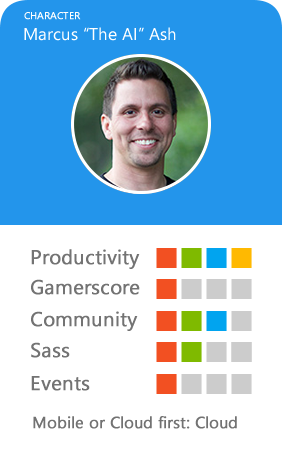 CHARACTER
Marcus “The AI” Ash
Productivity
Gamerscore
Community
Sass
Events
Mobile or Cloud first: Cloud